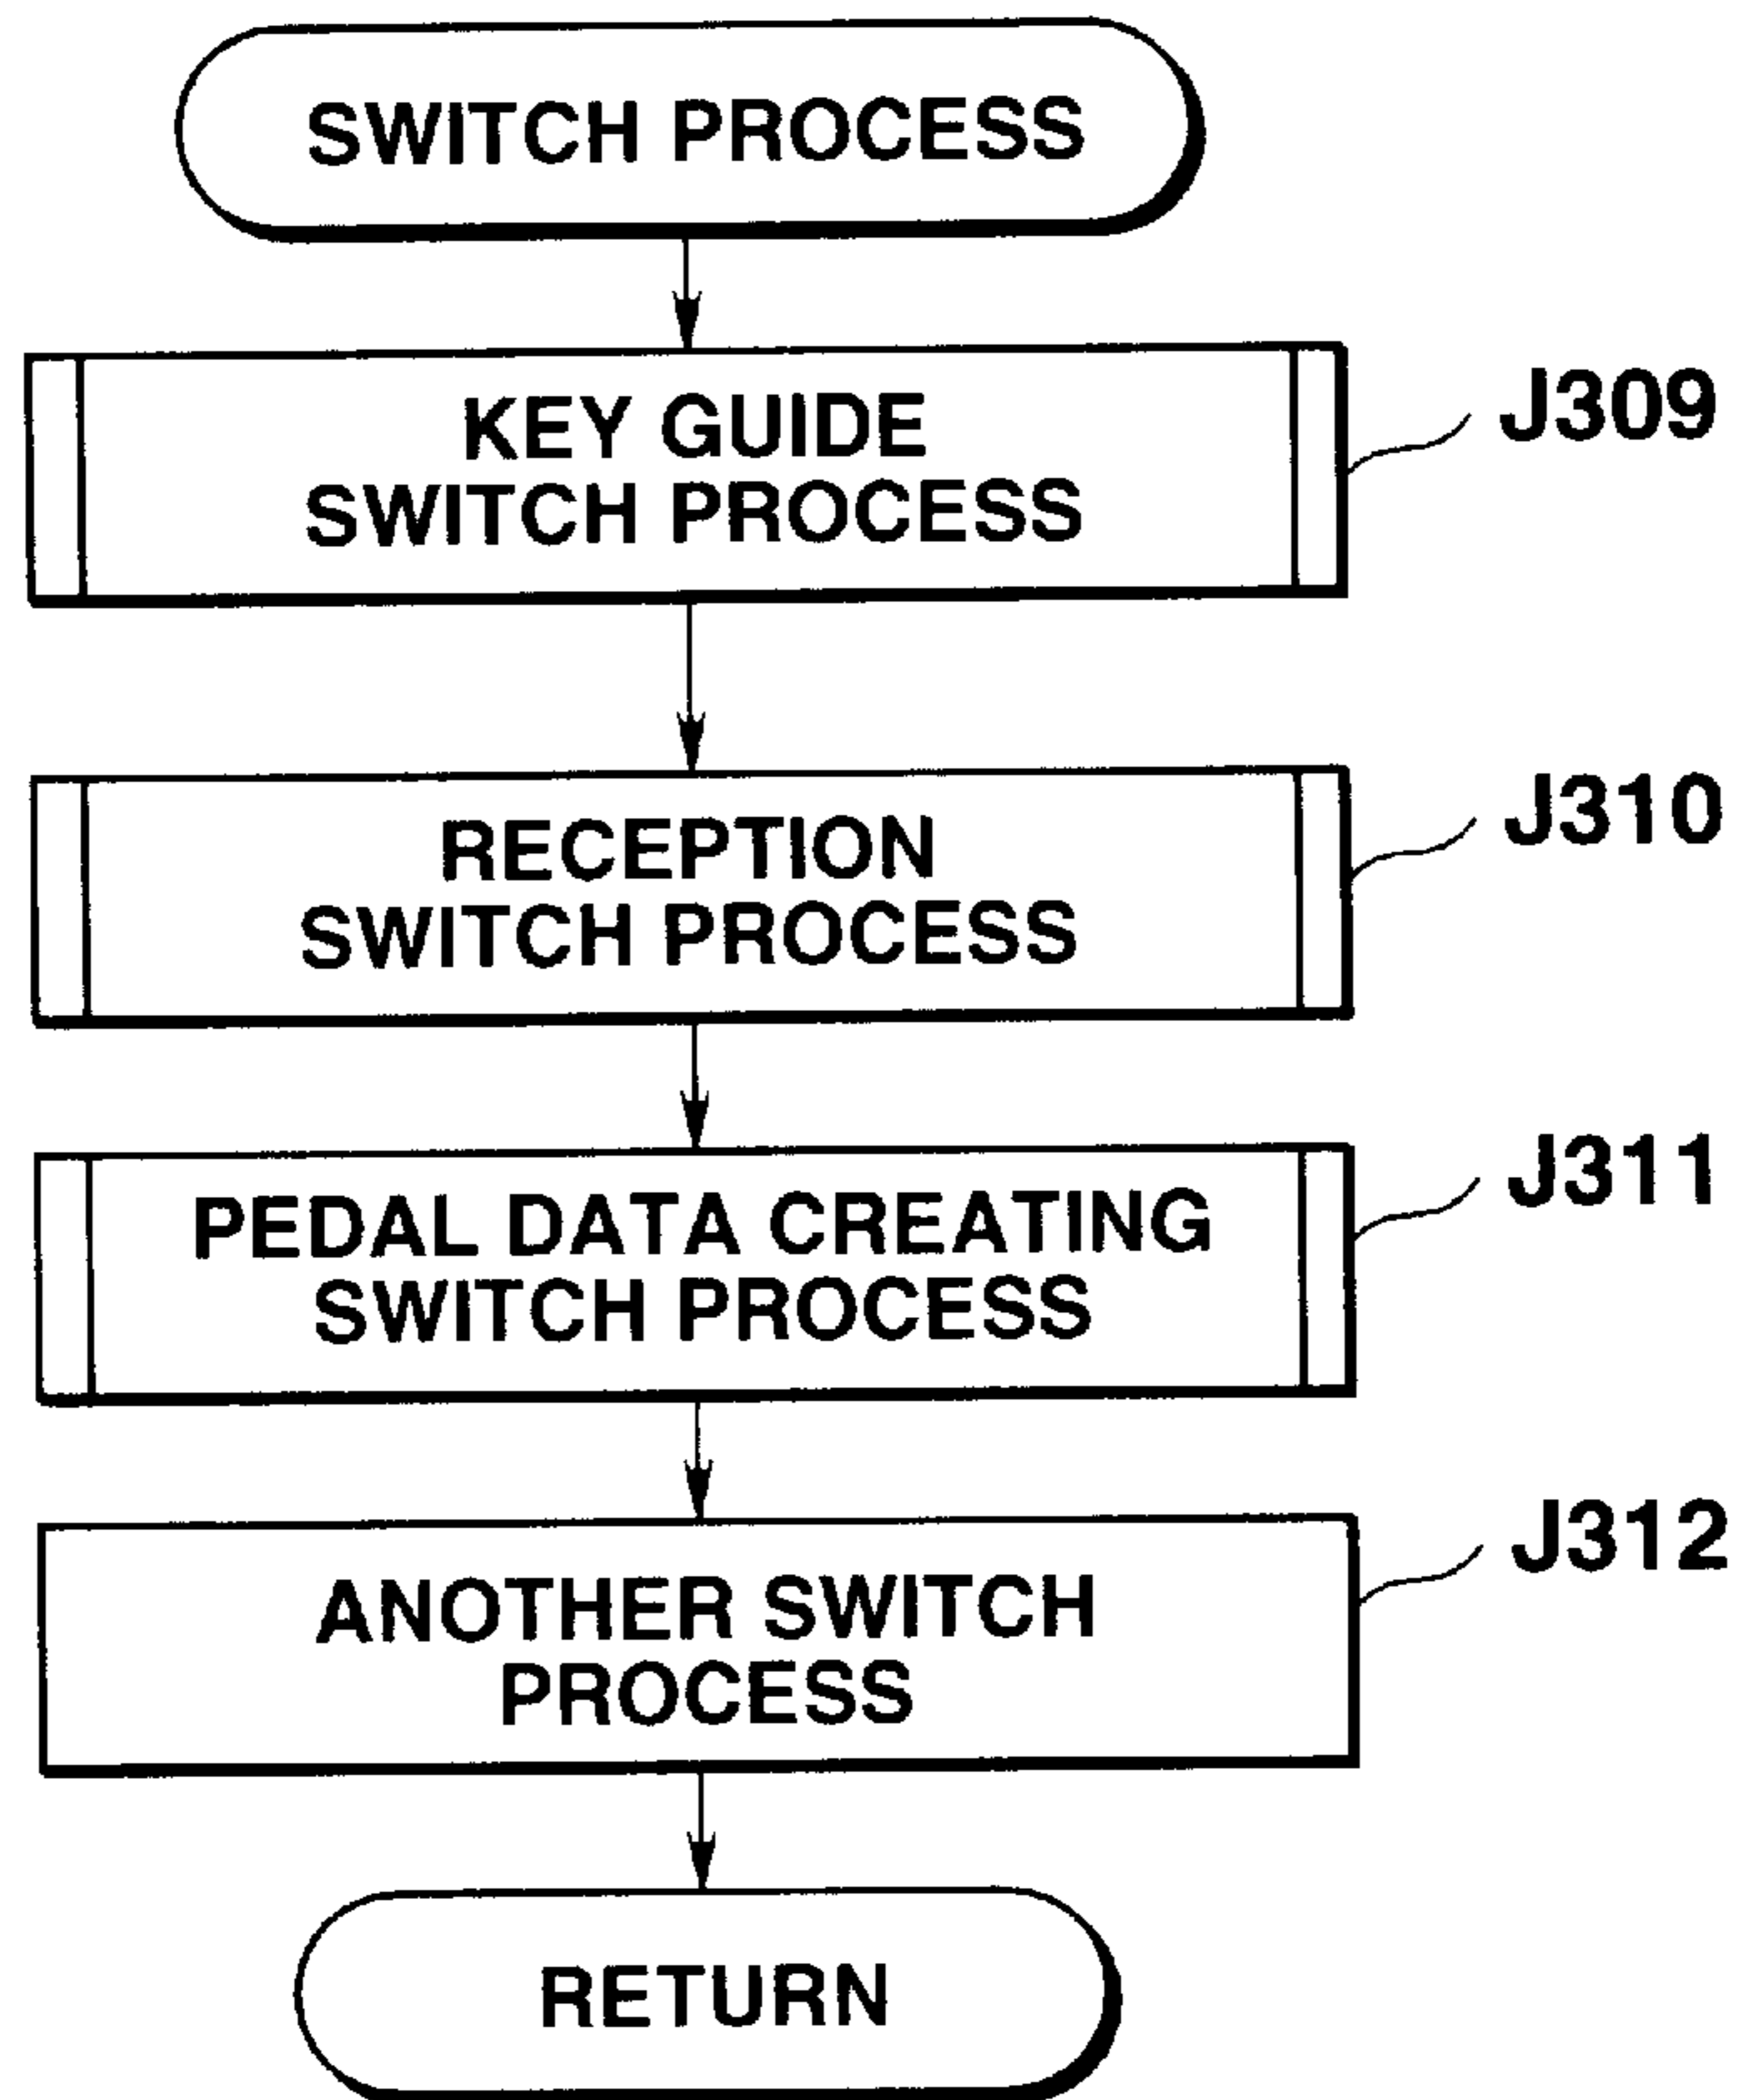 SWITCH PROCESS
KEY GUIDE
SWITCH PROCESS
J309
RECEPTION
SWITCH PROCESS
J310
PEDAL DATA CREATING
SWITCH PROCESS
J311
ANOTHER SWITCH
PROCESS
J312
RETURN